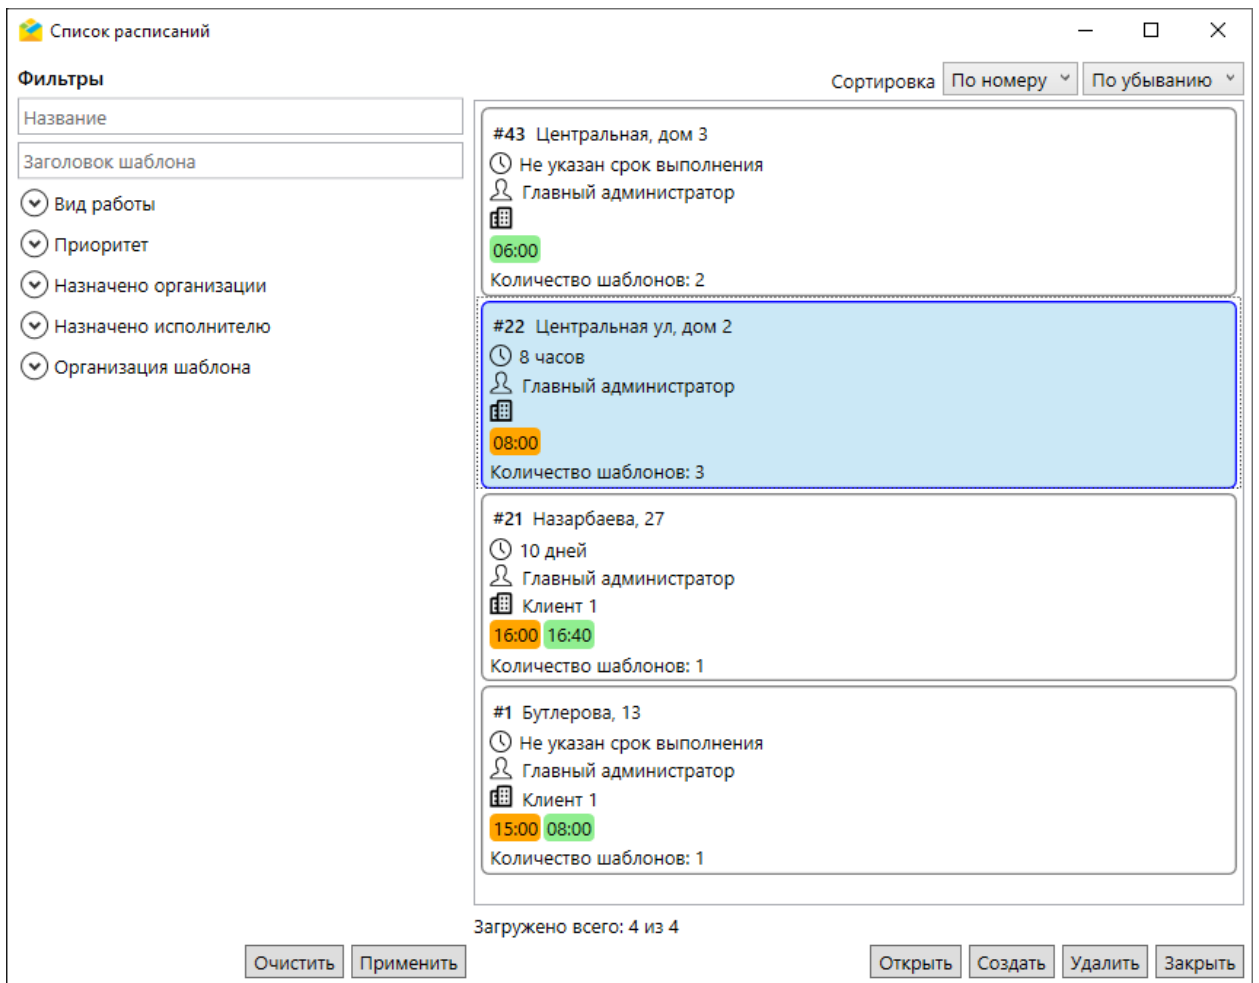 Список расписаний
Фильтры
Название
Заголовок шаблона
Вид работы
Приоритет
Назначено организации
Назначено исполнителю
Организация шаблона
Очистить Применить
Сортировка По номеру По убыванию
#43 Центральная, дом 3
Не указан срок выполнения
Главный администратор
06:00
Количество шаблонов: 2
#22 Центральная ул, дом 2
8 часов
Главный администратор
08:00
Количество шаблонов: 3
#21 Назарбаева, 27
10 дней
Главный администратор
Клиент 1
16:00 16:40
Количество шаблонов: 1
#1 Бутлерова, 13
Не указан срок выполнения
Главный администратор
Клиент 1
15:00 08:00
Количество шаблонов: 1
Загружено всего: 4 из 4
Открыть Создать Удалить Закрыть